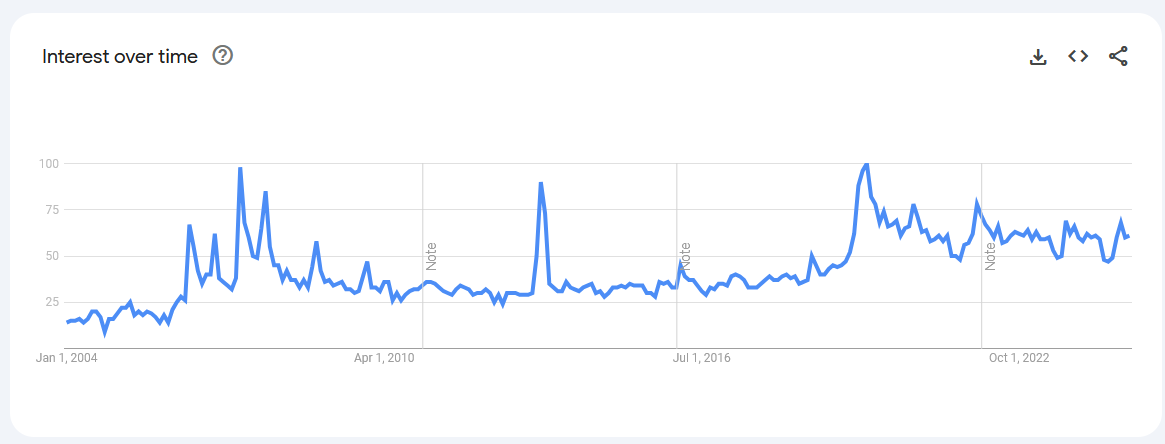 Interest over time
100
75
50
25
Note
Note
Note
Jan 1, 2004
Apr 1, 2010
Jul 1, 2016
Oct 1, 2022